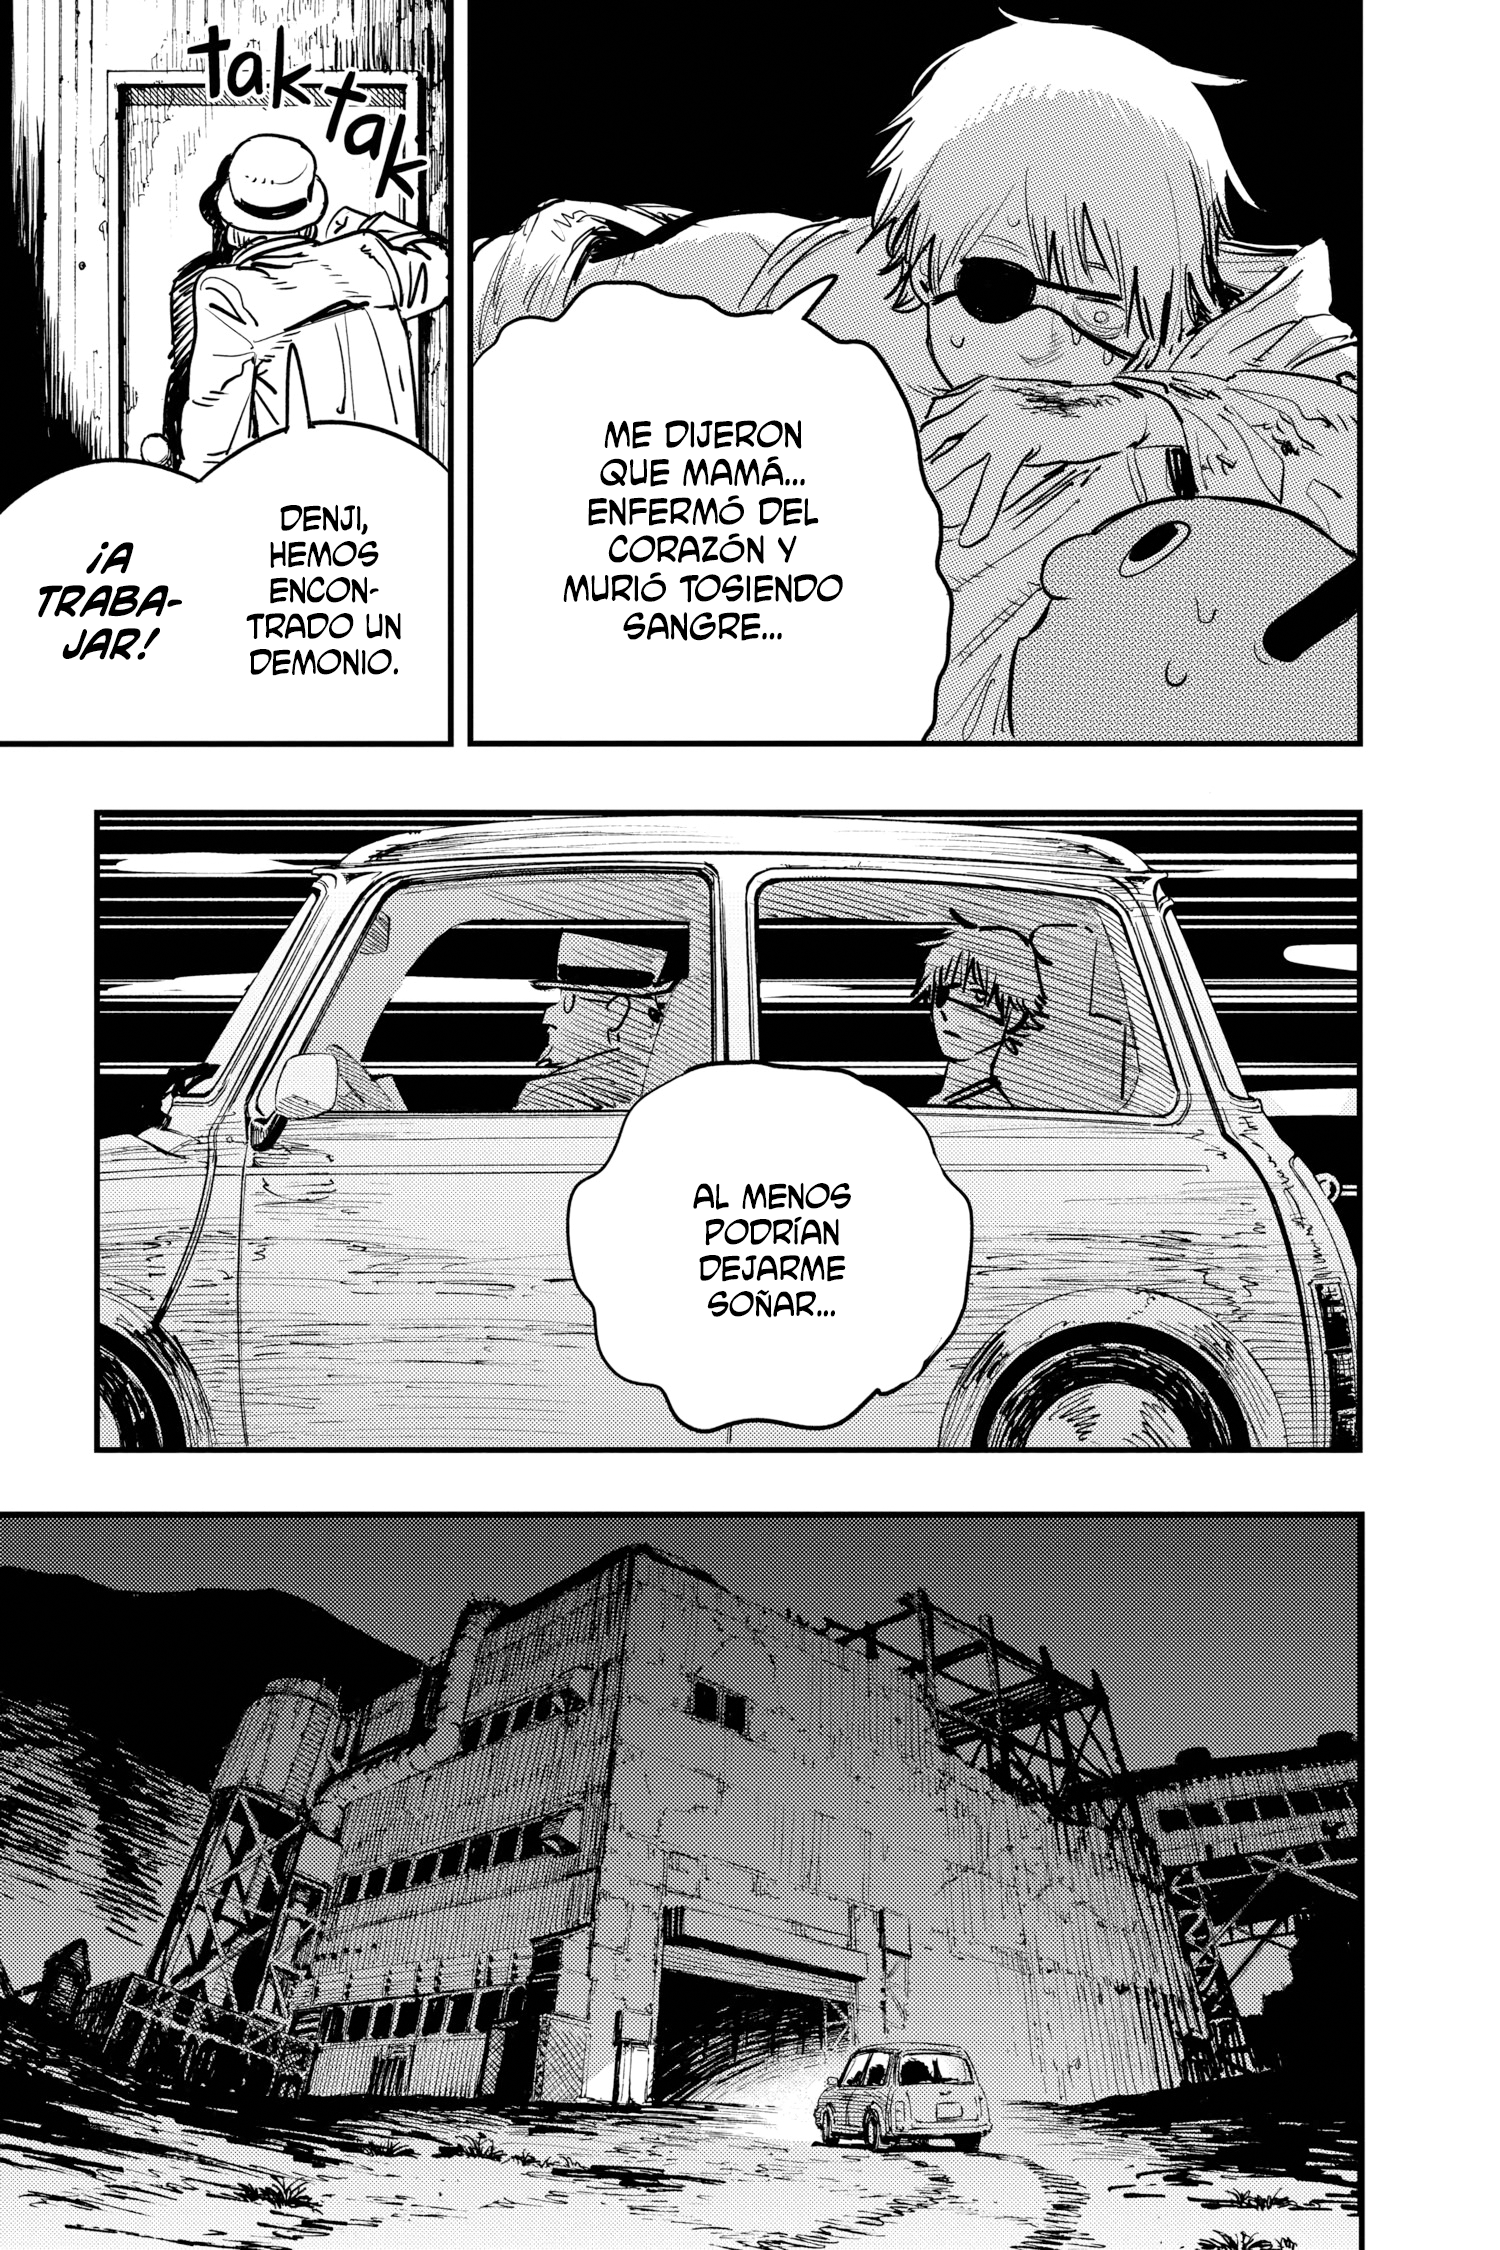 ME DIJERON
QUE MAMÁ...
ENFERMÓ DEL
CORAZÓN Y
MURIÓ TOSIENDO
SANGRE...
tak
tak
DENJI,
HEMOS
ENCON-
TRADO UN
DEMONIO.
¡A
TRABA-
JAR!
AL MENOS
PODRÍAN
DEJARME
SOÑAR...